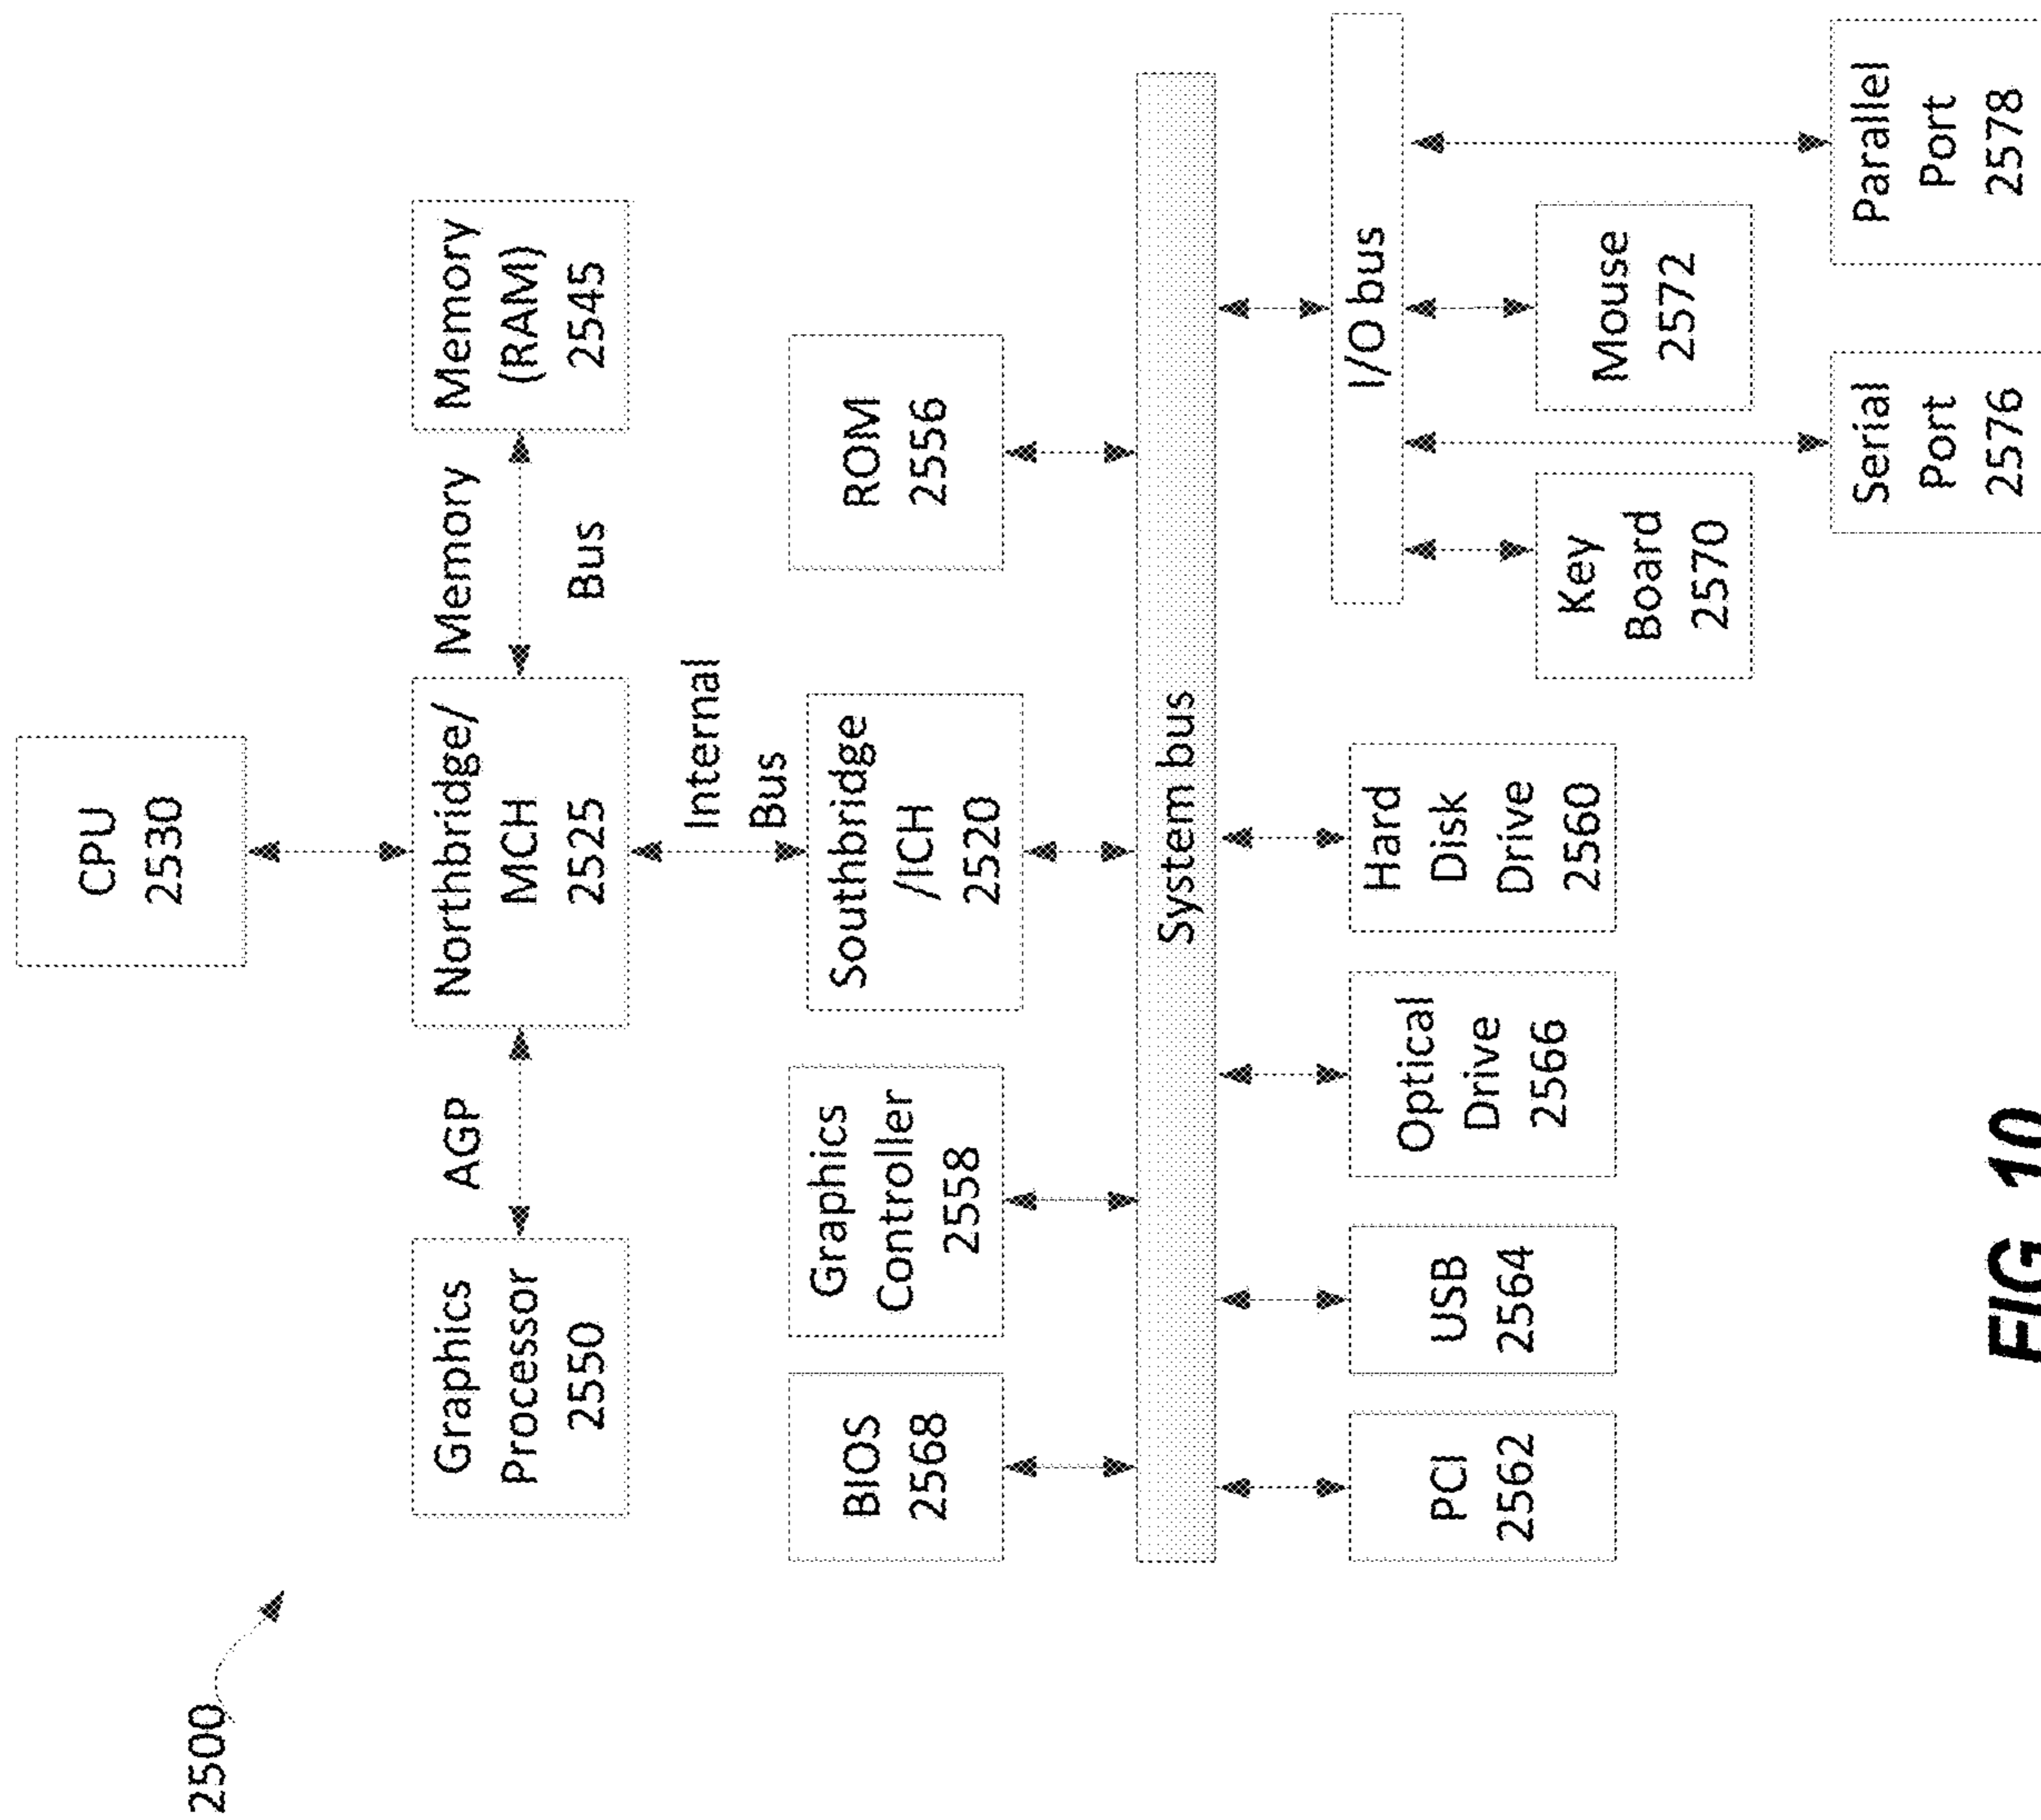 2500
CPU
2530
Graphics
Processor
2550
AGP
Northbridge/
MCH
2525
Memory
Bus
Memory
(RAM)
2545
Internal
Bus
BIOS
2568
Graphics
Controller
2558
Southbridge
/ICH
2520
ROM
2556
System bus
PCI
2562
USB
2564
Optical
Drive
2566
Hard
Disk
Drive
2560
I/O bus
Key
Board
2570
Mouse
2572
Serial
Port
2576
Parallel
Port
2578
FIG. 10